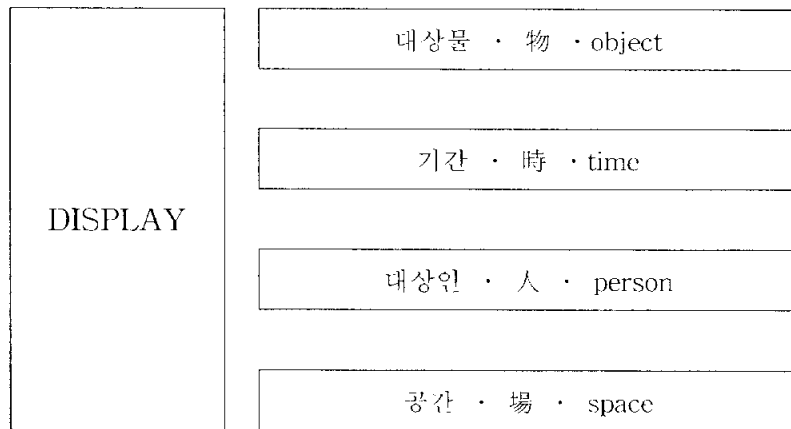 대상물 · 物 · object
기간 · 時 · time
DISPLAY
대상인 · 人 · person
공간 · 場 · space